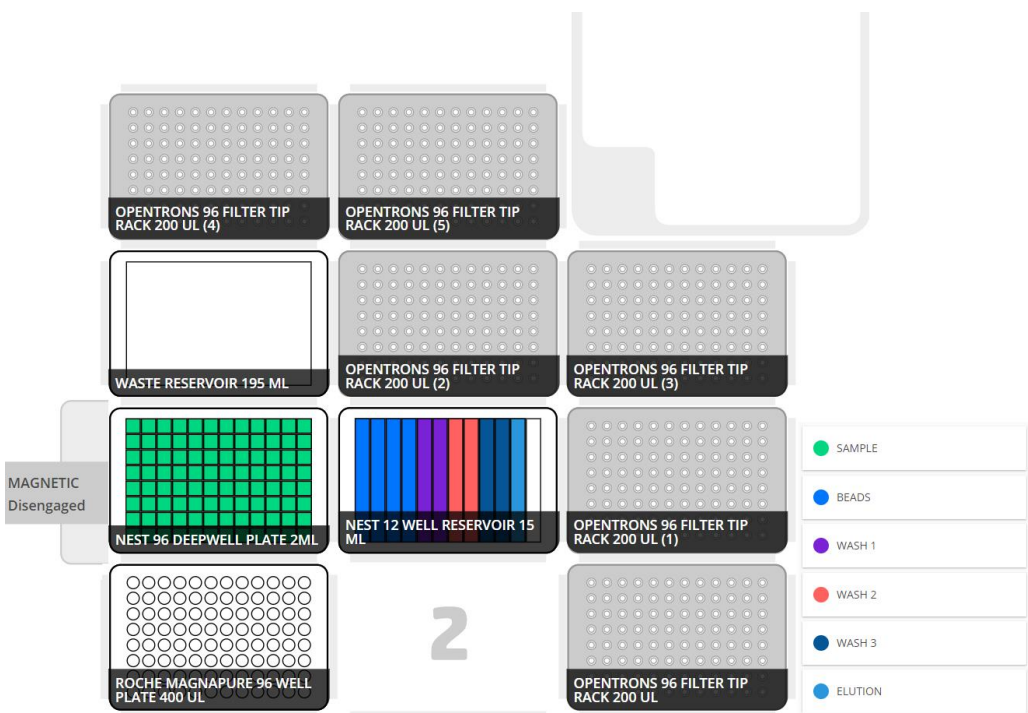 OPENTRONS 96 FILTER TIP
RACK 200 UL (4)
OPENTRONS 96 FILTER TIP
RACK 200 UL (5)
WASTE RESERVOIR 195 ML
OPENTRONS 96 FILTER TIP
RACK 200 UL (2)
OPENTRONS 96 FILTER TIP
RACK 200 UL (3)
MAGNETIC
Disengaged
NEST 96 DEEPWELL PLATE 2ML
NEST 12 WELL RESERVOIR 15
ML
OPENTRONS 96 FILTER TIP
RACK 200 UL (1)
ROCHE MAGNAPURE 96 WELL
PLATE 400 UL
2
OPENTRONS 96 FILTER TIP
RACK 200 UL
SAMPLE
BEADS
WASH 1
WASH 2
WASH 3
ELUTION